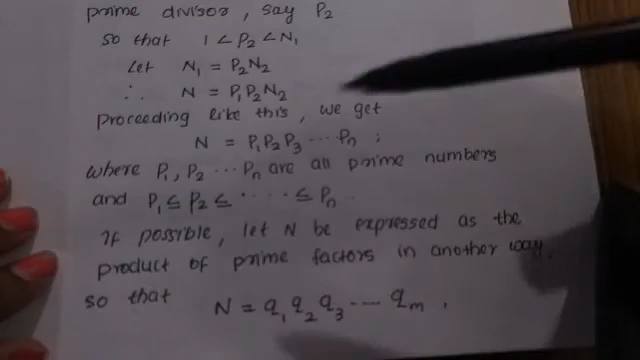 prime divisor, say P₂
so that 1 < P₂ < N₁
Let N₁ = P₂N₂
∴ N = P₁P₂N₂
Proceeding like this, we get
N = P₁P₂P₃ ··· Pₙ ;
where P₁, P₂ ··· Pₙ are all prime numbers
and P₁ ≤ P₂ ≤ ····· ≤ Pₙ.
If possible, let N be expressed as the
product of prime factors in another way.
so that N = q₁ q₂ q₃ ···· qₘ ,